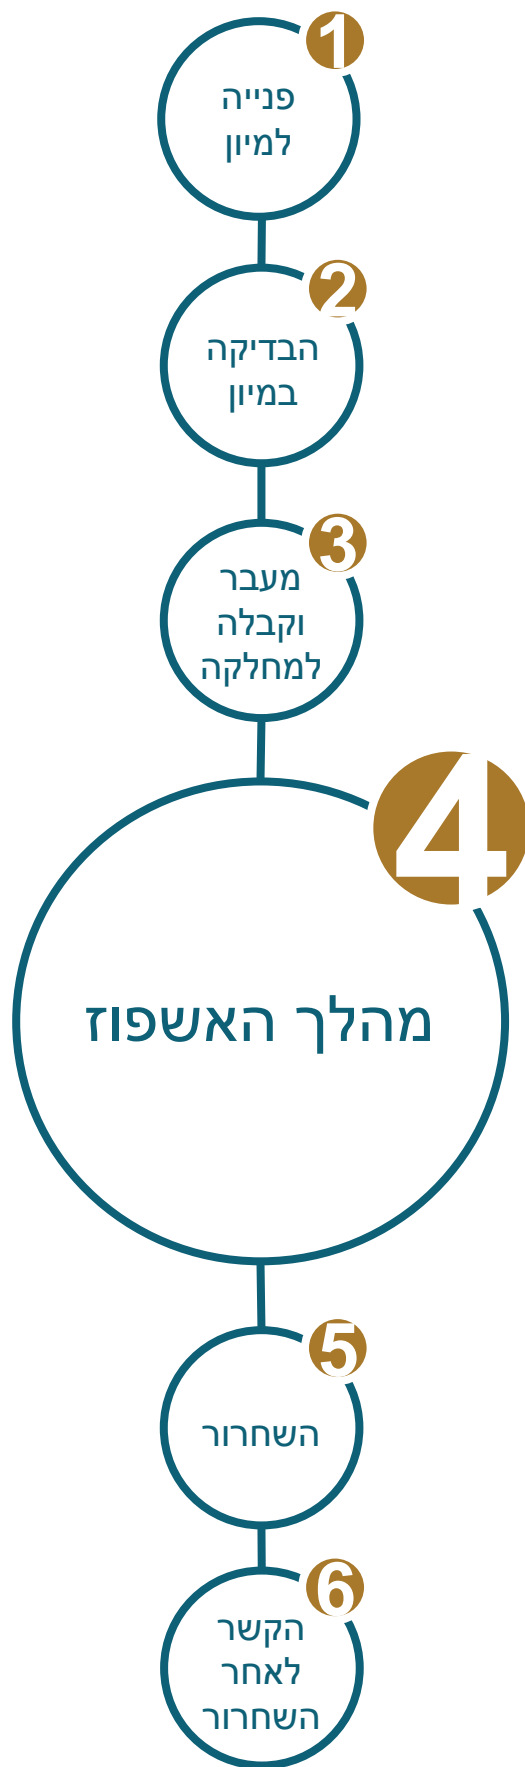 1
פנייה
למיון
2
הבדיקה
במיון
3
מעבר
וקבלה
למחלקה
4
מהלך האשפוז
5
השחרור
6
הקשר
לאחר
השחרור